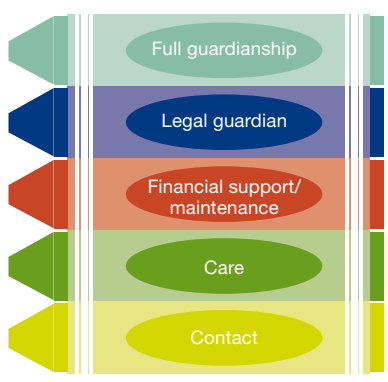 Full guardianship
Legal guardian
Financial support/
maintenance
Care
Contact